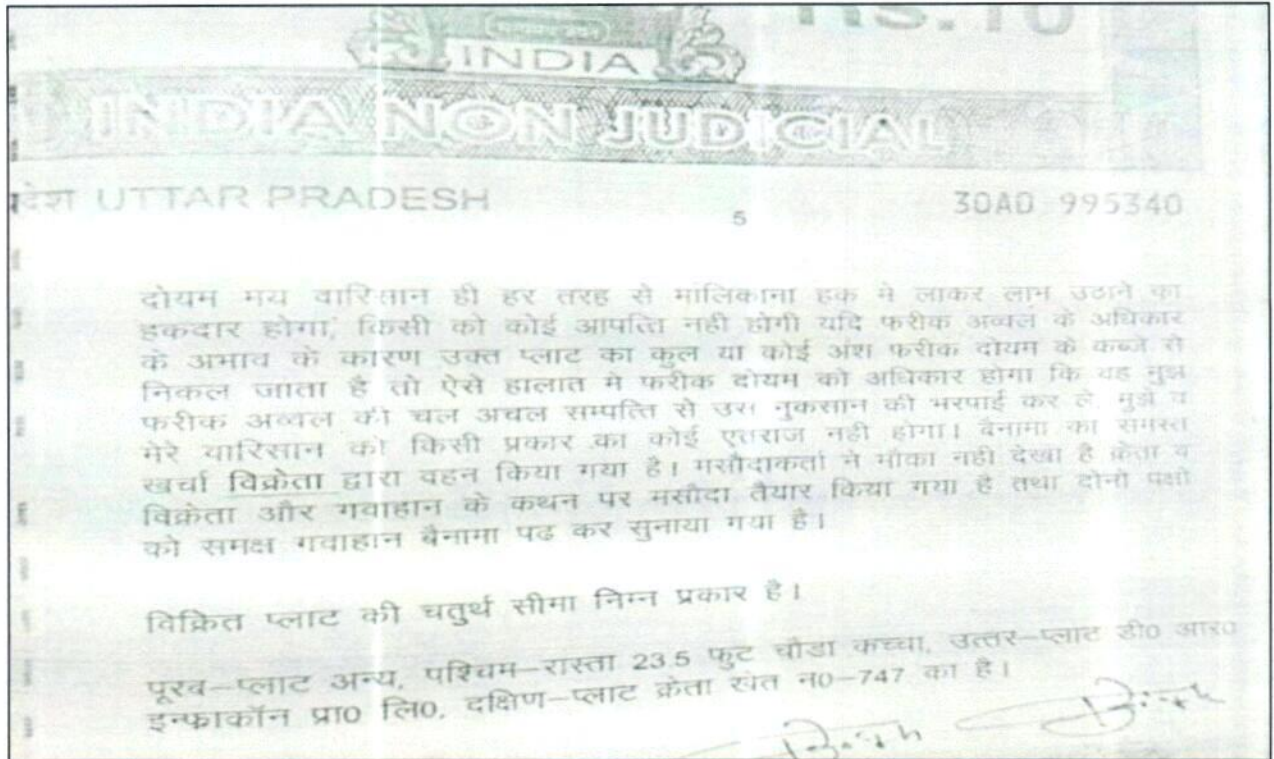 Rs.10
INDIA
INDIA NON JUDICIAL
UTTAR PRADESH
30AD 995340
5
दोयम मय वारिसान ही हर तरह से मालिकाना हक मे लाकर लाभ उठाने का
हकदार होगा, किसी को कोई आपत्ति नही होगी यदि फरीक अव्वल के अधिकार
के अभाव के कारण उक्त प्लाट का कुल या कोई अंश फरीक दोयम के कब्जे से
निकल जाता है तो ऐसे हालात मे फरीक दोयम को अधिकार होगा कि वह मुझ
फरीक अव्वल की चल अचल सम्पत्ति से उस नुकसान की भरपाई कर ले, मुझे व
मेरे वारिसान को किसी प्रकार का कोई एतराज नही होगा। बैनामा का समस्त
खर्चा विक्रेता द्वारा वहन किया गया है। मसौदाकर्ता ने मौका नही देखा है क्रेता व
विक्रेता और गवाहान के कथन पर मसौदा तैयार किया गया है तथा दोनो पक्षो
को समक्ष गवाहान बैनामा पढ कर सुनाया गया है।
विक्रित प्लाट की चतुर्थ सीमा निम्न प्रकार है।
पूरब–प्लाट अन्य, पश्चिम–रास्ता 23.5 फुट चौडा कच्चा, उत्तर–प्लाट डी0 आर0
इन्फ्राकॉन प्रा0 लि0, दक्षिण–प्लाट क्रेता खेत न0–747 का है।